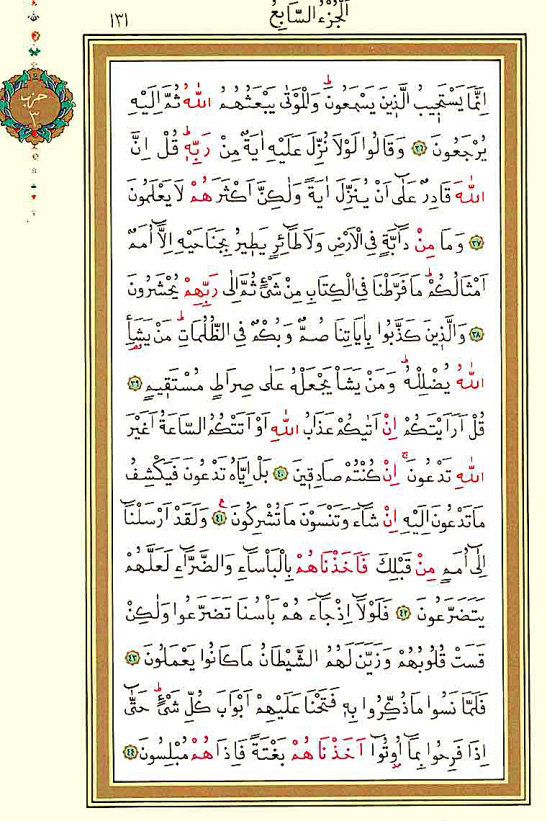 ١٣١
اَلْجُزْءُ السَّابِعُ
حزب
٣
اِنَّمَا يَسْتَجٖيبُ الَّذٖينَ يَسْمَعُونَؕ وَالْمَوْتٰى يَبْعَثُهُمُ اللّٰهُ ثُمَّ اِلَيْهِ
يُرْجَعُونَ ﴿٣٦﴾ وَقَالُوا لَوْلَا نُزِّلَ عَلَيْهِ اٰيَةٌ مِنْ رَبِّهٖؕ قُلْ اِنَّ
اللّٰهَ قَادِرٌ عَلٰٓى اَنْ يُنَزِّلَ اٰيَةً وَلٰكِنَّ اَكْثَرَهُمْ لَا يَعْلَمُونَ
﴿٣٧﴾ وَمَا مِنْ دَٓابَّةٍ فِي الْاَرْضِ وَلَا طَٓائِرٍ يَطٖيرُ بِجَنَاحَيْهِ اِلَّٓا اُمَمٌ
اَمْثَالُكُمْؕ مَا فَرَّطْنَا فِي الْكِتَابِ مِنْ شَيْءٍ ثُمَّ اِلٰى رَبِّهِمْ يُحْشَرُونَ
﴿٣٨﴾ وَالَّذٖينَ كَذَّبُوا بِاٰيَاتِنَا صُمٌّ وَبُكْمٌ فِي الظُّلُمَاتِؕ مَنْ يَشَأِ
اللّٰهُ يُضْلِلْهُؕ وَمَنْ يَشَأْ يَجْعَلْهُ عَلٰى صِرَاطٍ مُسْتَقٖيمٍ ﴿٣٩﴾
قُلْ اَرَاَيْتَكُمْ اِنْ اَتٰيكُمْ عَذَابُ اللّٰهِ اَوْ اَتَتْكُمُ السَّاعَةُ اَغَيْرَ
اللّٰهِ تَدْعُونَۚ اِنْ كُنْتُمْ صَادِقٖينَ ﴿٤٠﴾ بَلْ اِيَّاهُ تَدْعُونَ فَيَكْشِفُ
مَا تَدْعُونَ اِلَيْهِ اِنْ شَٓاءَ وَتَنْسَوْنَ مَا تُشْرِكُونَ ﴿٤١﴾ وَلَقَدْ اَرْسَلْنَٓا
اِلٰٓى اُمَمٍ مِنْ قَبْلِكَ فَاَخَذْنَاهُمْ بِالْبَأْسَٓاءِ وَالضَّرَّٓاءِ لَعَلَّهُمْ
يَتَضَرَّعُونَ ﴿٤٢﴾ فَلَوْلَٓا اِذْ جَٓاءَهُمْ بَأْسُنَا تَضَرَّعُوا وَلٰكِنْ
قَسَتْ قُلُوبُهُمْ وَزَيَّنَ لَهُمُ الشَّيْطَانُ مَا كَانُوا يَعْمَلُونَ ﴿٤٣﴾
فَلَمَّا نَسُوا مَا ذُكِّرُوا بِهٖ فَتَحْنَا عَلَيْهِمْ اَبْوَابَ كُلِّ شَيْءٍؕ حَتّٰٓى
اِذَا فَرِحُوا بِمَٓا اُو۫تُٓوا اَخَذْنَاهُمْ بَغْتَةً فَاِذَا هُمْ مُبْلِسُونَ ﴿٤٤﴾